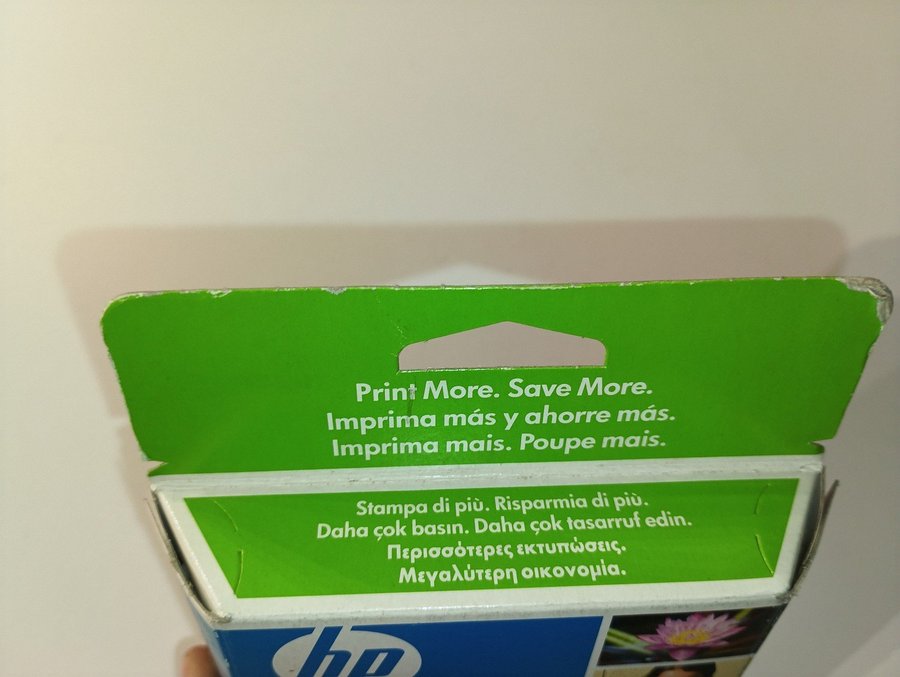 Print More. Save More.
Imprima más y ahorre más.
Imprima mais. Poupe mais.
Stampa di più. Risparmia di più.
Daha çok basın. Daha çok tasarruf edin.
Περισσότερες εκτυπώσεις.
Μεγαλύτερη οικονομία.
hp